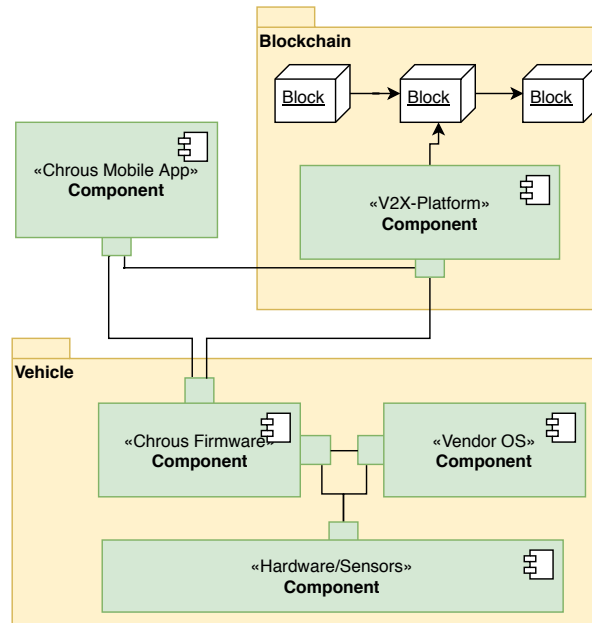 Blockchain
Block
Block
Block
«Chrous Mobile App»
Component
«V2X-Platform»
Component
Vehicle
«Chrous Firmware»
Component
«Vendor OS»
Component
«Hardware/Sensors»
Component